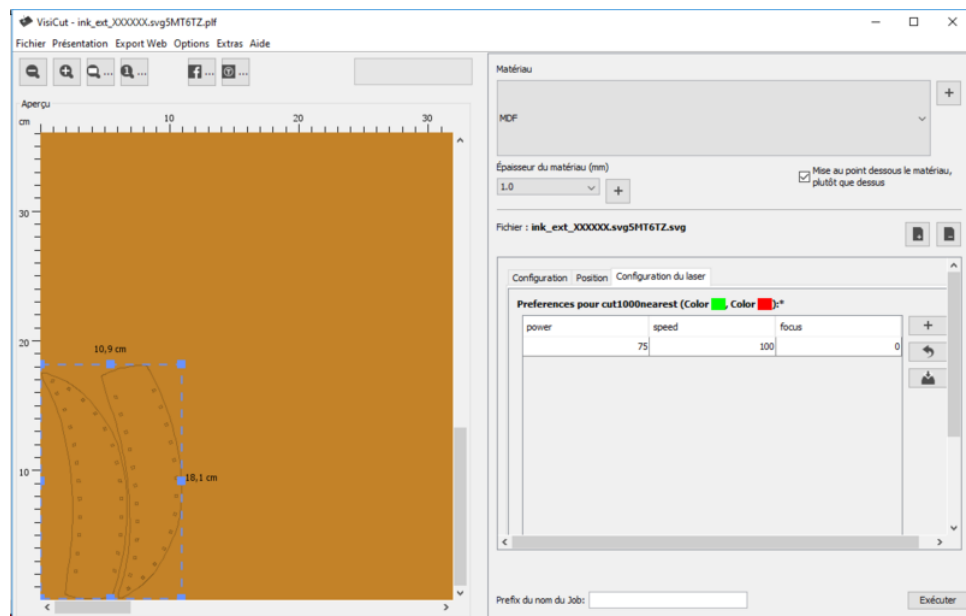 VisiCut - ink_ext_XXXXXX.svg5MT6TZ.plf
Fichier Présentation Export Web Options Extras Aide
... ... ... ...
Aperçu
cm
10 20 30
30
20
10
10,9 cm
18,1 cm
Matériau
MDF
Épaisseur du matériau (mm)
1.0
Mise au point dessous le matériau,
plutôt que dessus
Fichier : ink_ext_XXXXXX.svg5MT6TZ.svg
Configuration Position Configuration du laser
Preferences pour cut1000nearest (Color , Color ):*
power speed focus
75 100 0
Prefix du nom du Job:
Exécuter